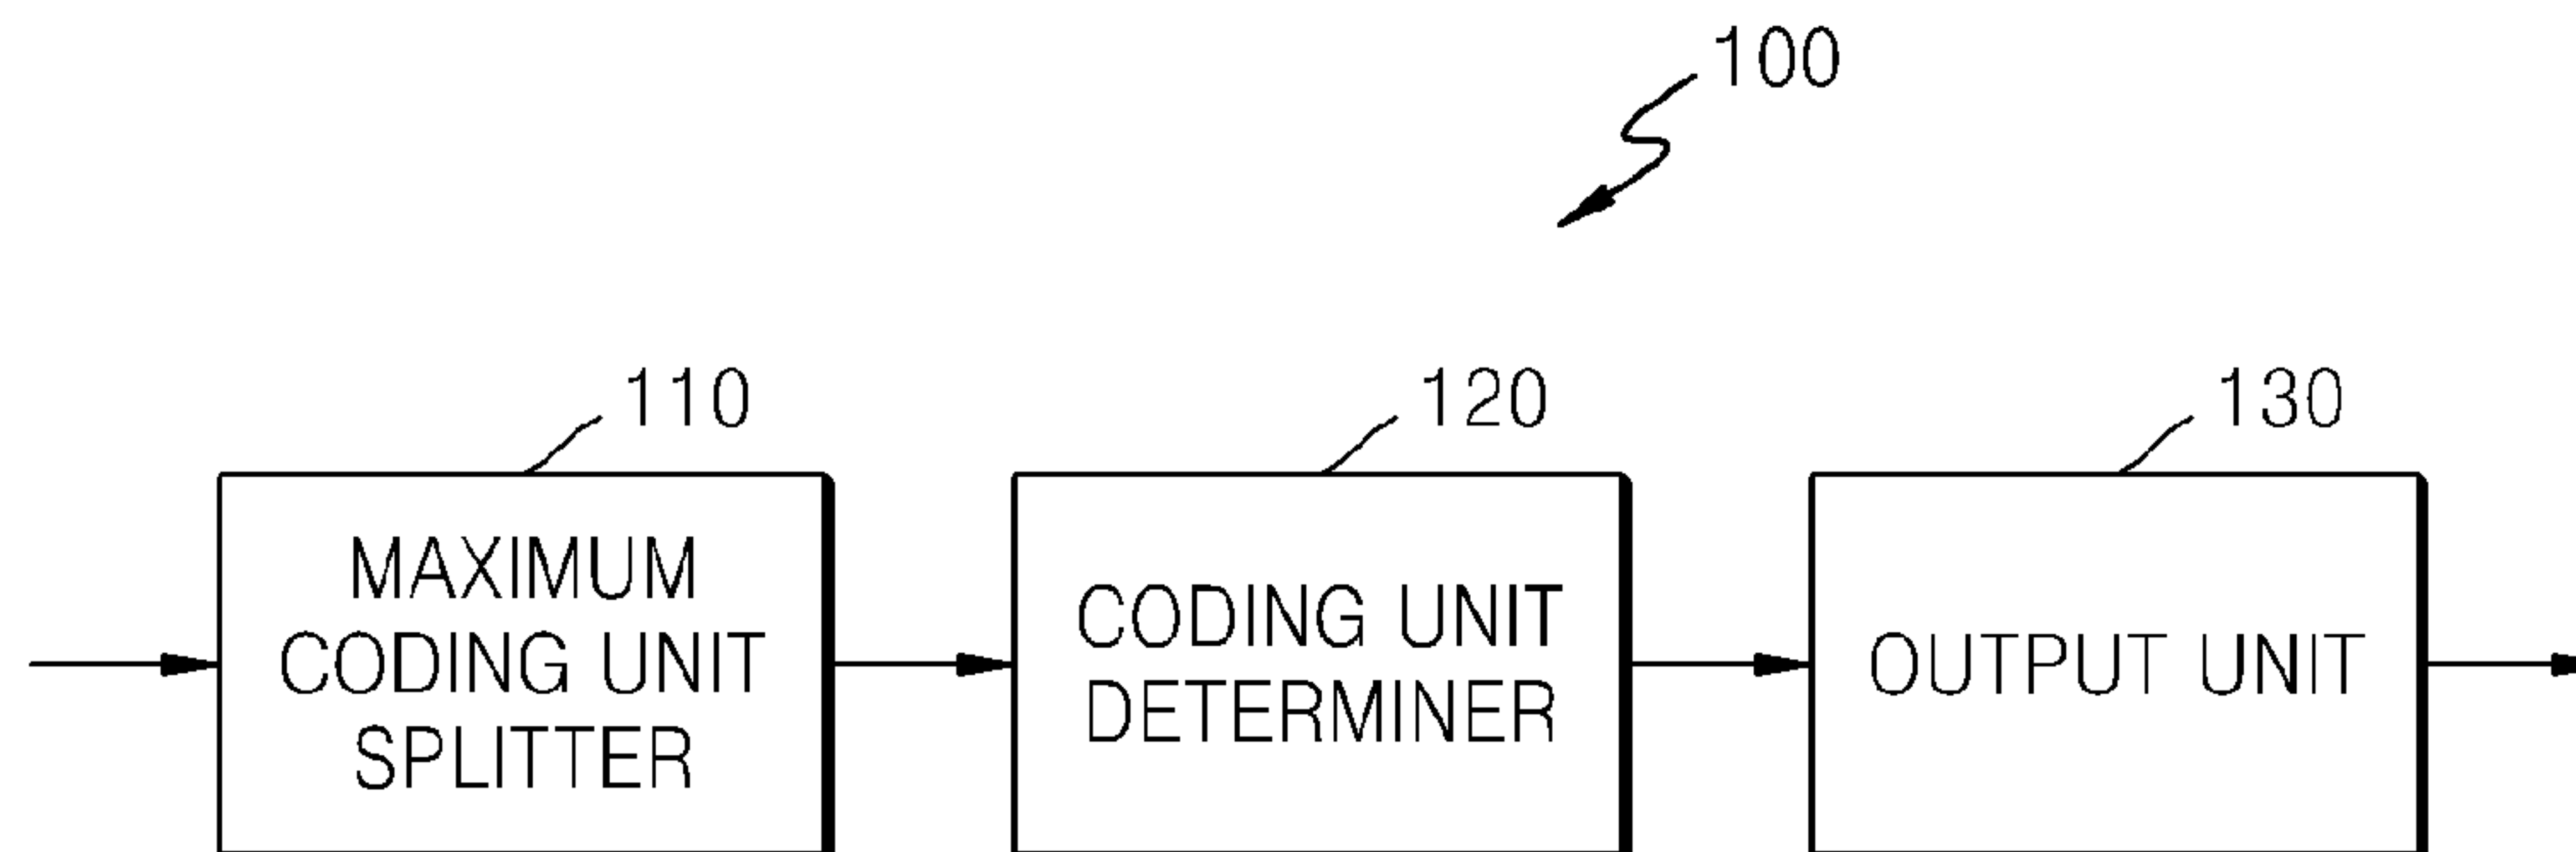 100
110
120
130
MAXIMUM
CODING UNIT
SPLITTER
CODING UNIT
DETERMINER
OUTPUT UNIT